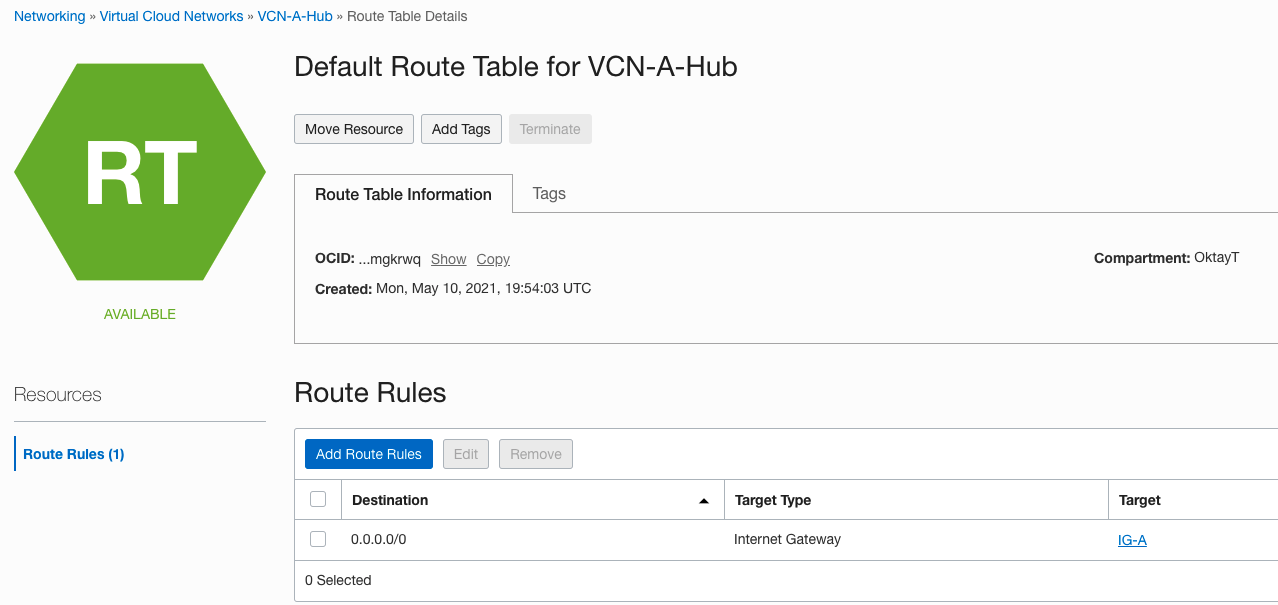 Networking » Virtual Cloud Networks » VCN-A-Hub » Route Table Details
RT
AVAILABLE
Default Route Table for VCN-A-Hub
Move Resource Add Tags Terminate
Route Table Information Tags
OCID: ...mgkrwq Show Copy Compartment: OktayT
Created: Mon, May 10, 2021, 19:54:03 UTC
Resources
Route Rules (1)
Route Rules
Add Route Rules Edit Remove
Destination Target Type Target
0.0.0.0/0 Internet Gateway IG-A
0 Selected